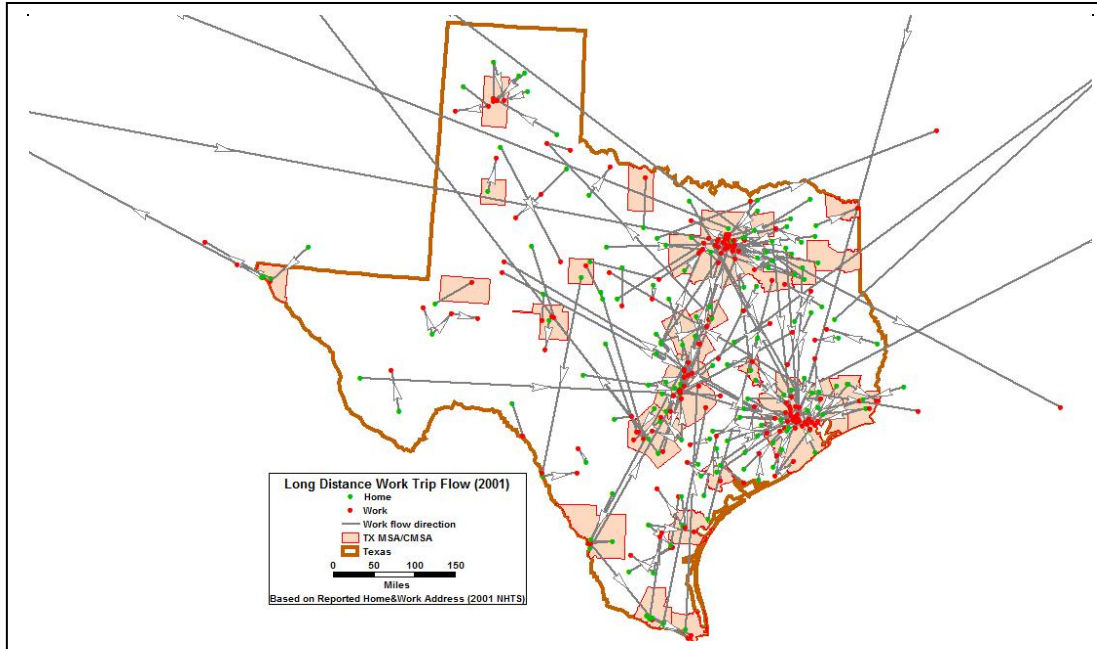 Long Distance Work Trip Flow (2001)
Home
Work
Work flow direction
TX MSA/CMSA
Texas
0 50 100 150
Miles
Based on Reported Home&Work Address (2001 NHTS)